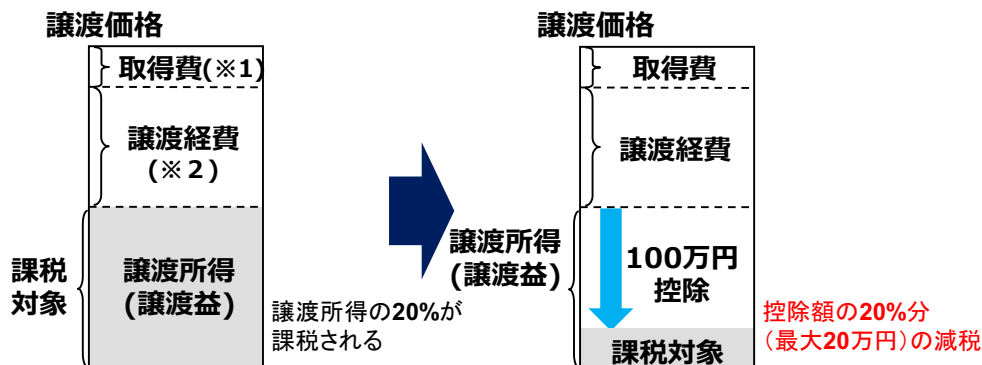 譲渡価格
取得費(※1)
譲渡経費
(※２)
課税
対象
譲渡所得
(譲渡益)
譲渡所得の20%が
課税される
譲渡価格
取得費
譲渡経費
譲渡所得
(譲渡益)
100万円
控除
課税対象
控除額の20%分
（最大20万円）の減税